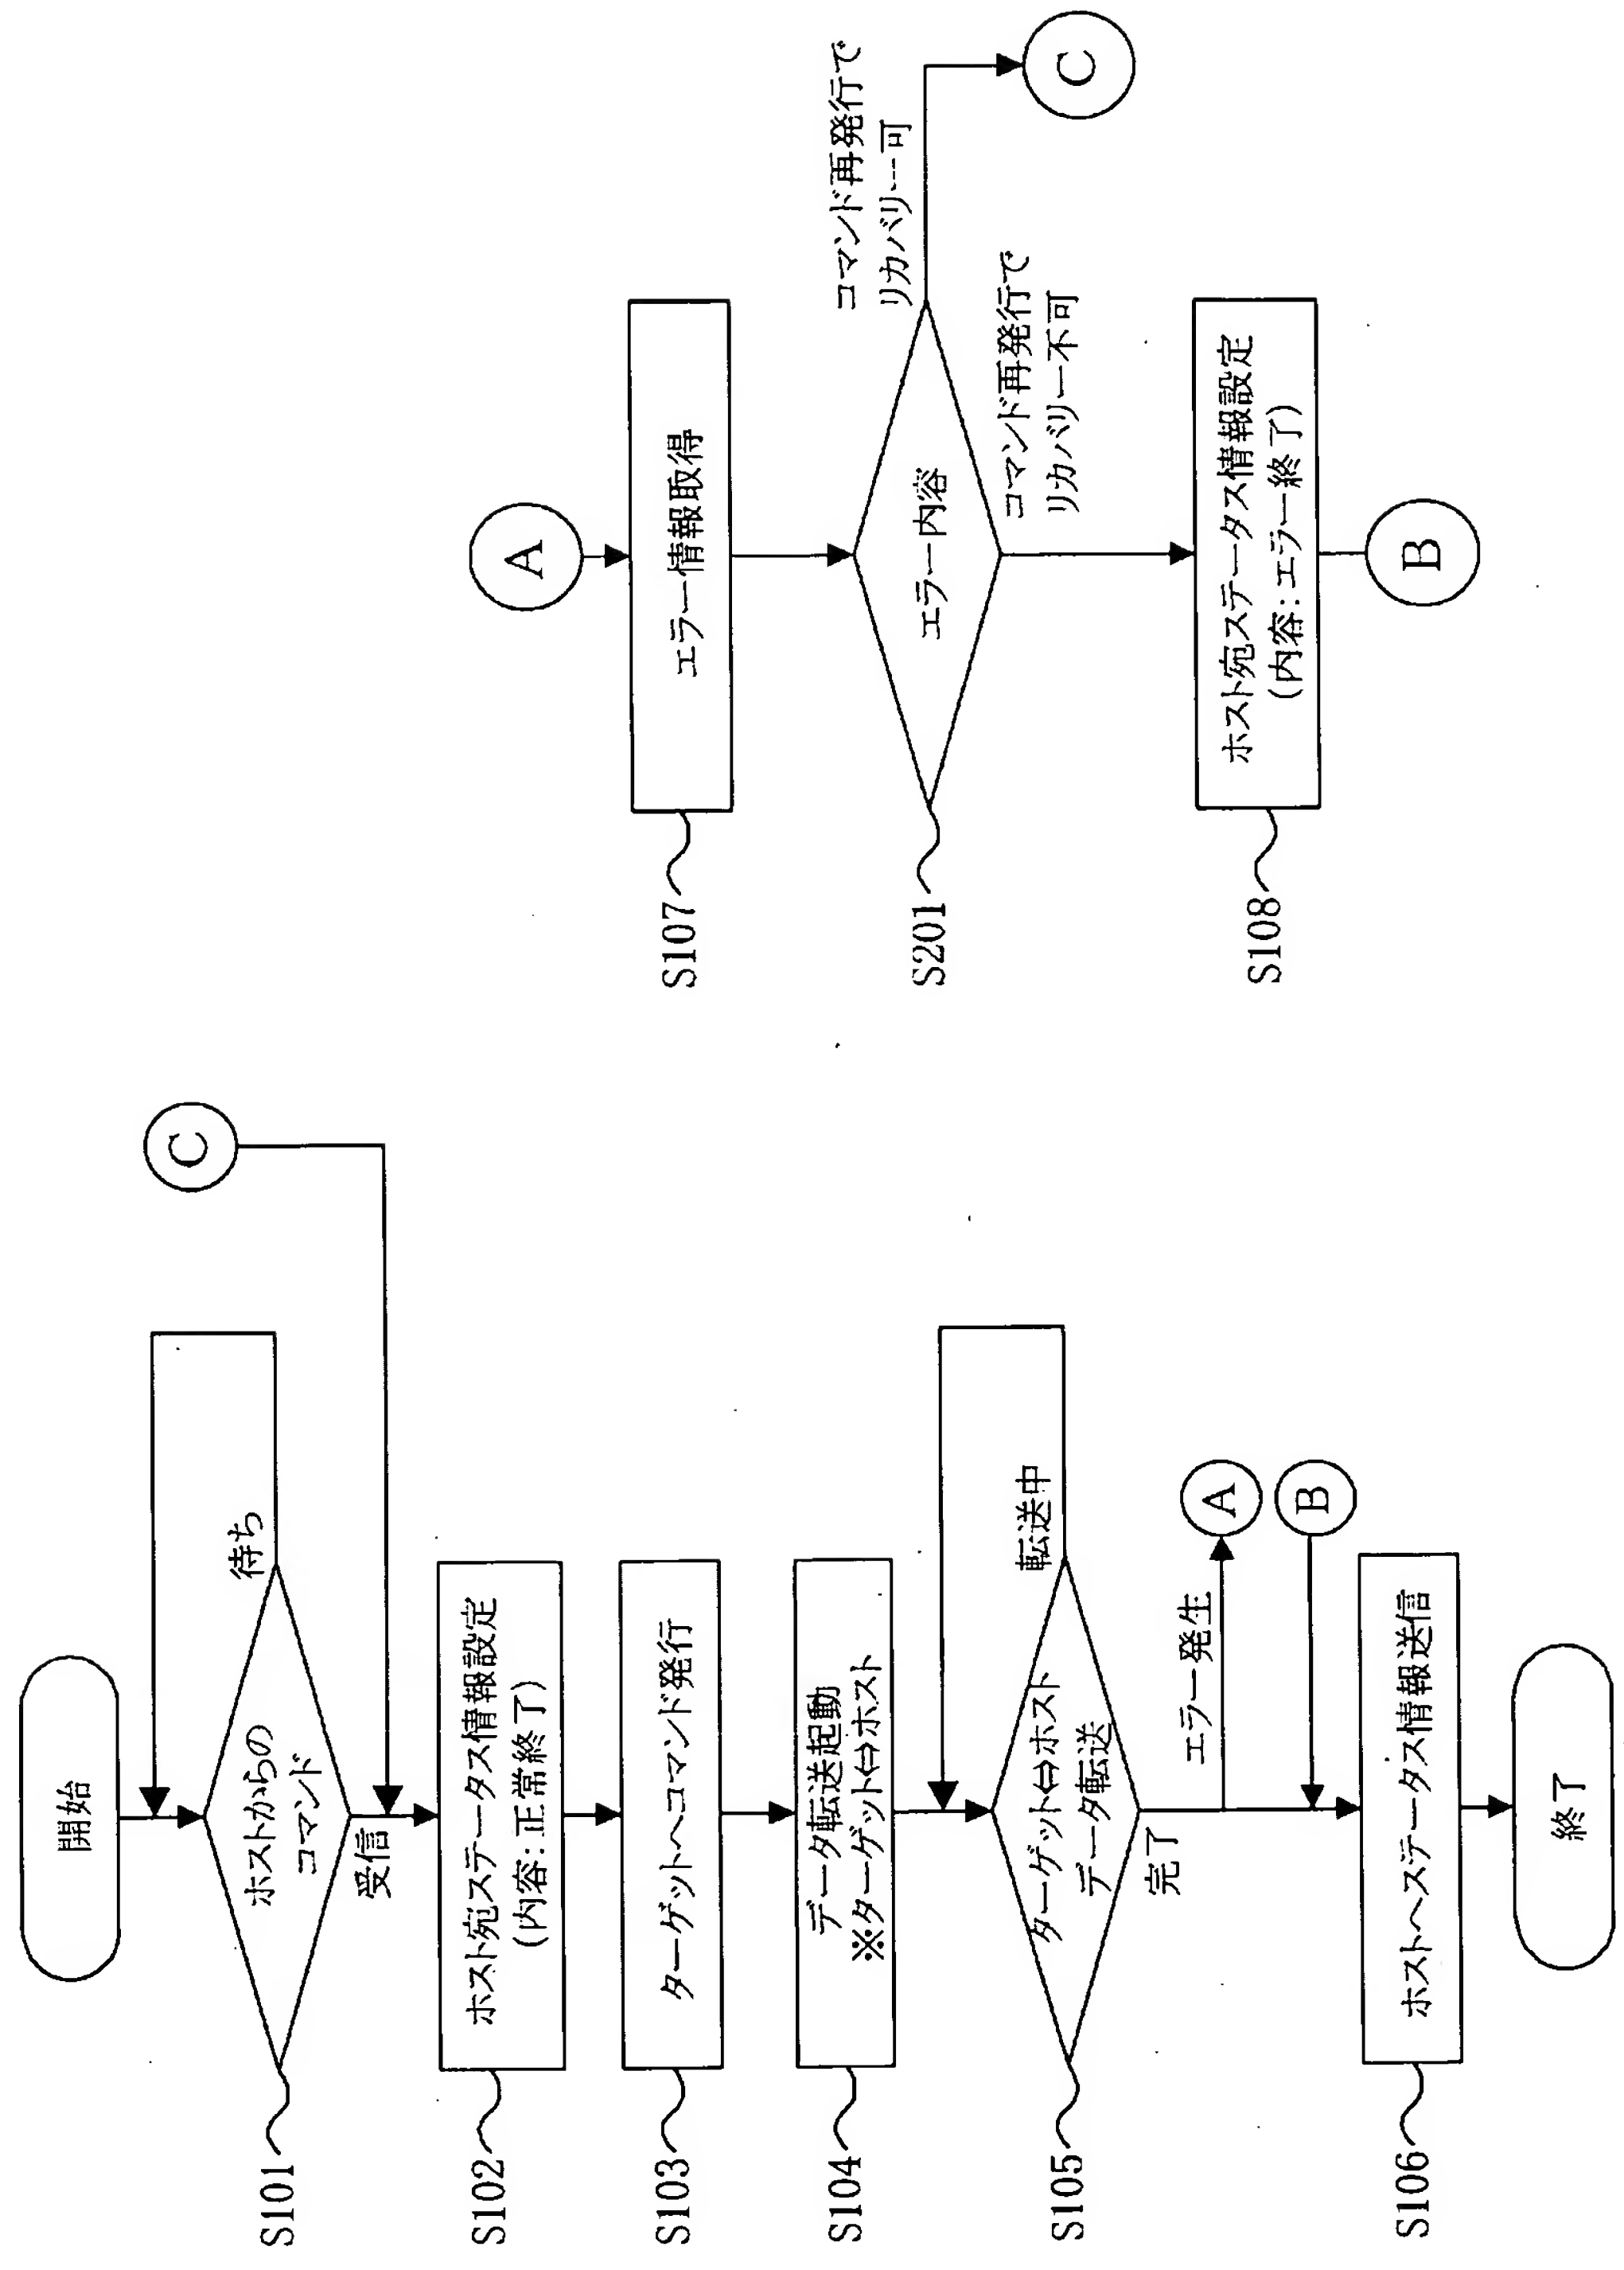 開始
C
ホストからの
コマンド
待ち
S101
受信
ホスト宛ステータス情報設定
(内容:正常終了)
S102
ターゲットへコマンド発行
S103
データ転送起動
※ターゲット⇔ホスト
S104
ターゲット⇔ホスト
データ転送
転送中
S105
完了
エラー発生
A
B
ホストへステータス情報送信
S106
終了
A
エラー情報取得
S107
エラー内容
コマンド再発行で
リカバリー可
S201
C
コマンド再発行で
リカバリー不可
ホスト宛ステータス情報設定
(内容:エラー終了)
S108
B